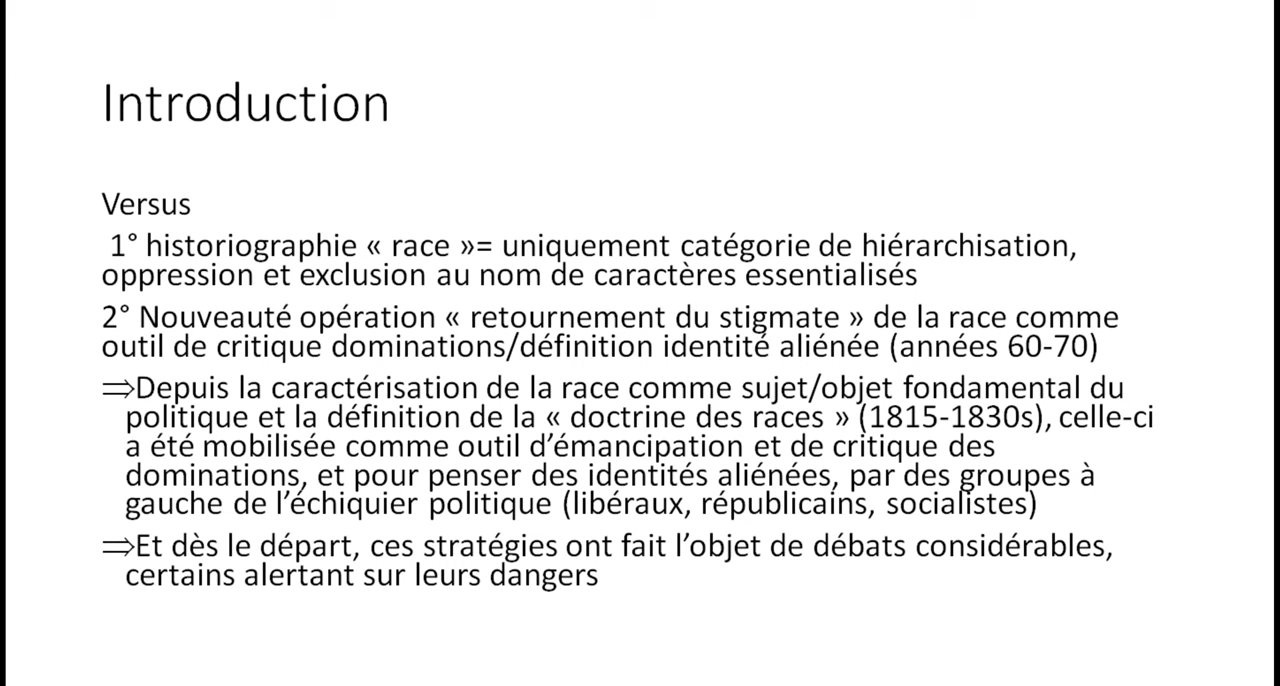 Introduction
Versus
1° historiographie « race »= uniquement catégorie de hiérarchisation,
oppression et exclusion au nom de caractères essentialisés
2° Nouveauté opération « retournement du stigmate » de la race comme
outil de critique dominations/définition identité aliénée (années 60-70)
⇒Depuis la caractérisation de la race comme sujet/objet fondamental du
politique et la définition de la « doctrine des races » (1815-1830s), celle-ci
a été mobilisée comme outil d’émancipation et de critique des
dominations, et pour penser des identités aliénées, par des groupes à
gauche de l’échiquier politique (libéraux, républicains, socialistes)
⇒Et dès le départ, ces stratégies ont fait l’objet de débats considérables,
certains alertant sur leurs dangers